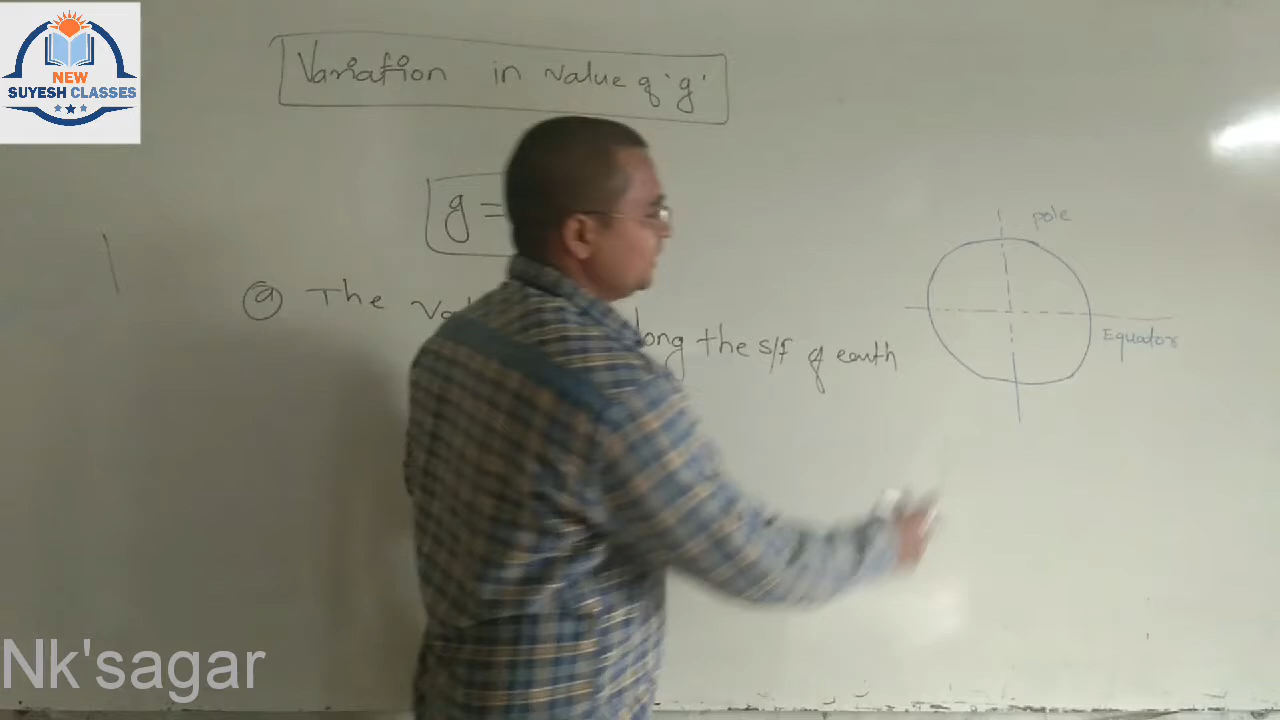 NEW
SUYESH CLASSES
Variation in value of 'g'
g =
pole
(a) The
long the s/f of earth
Equator
Nk'sagar